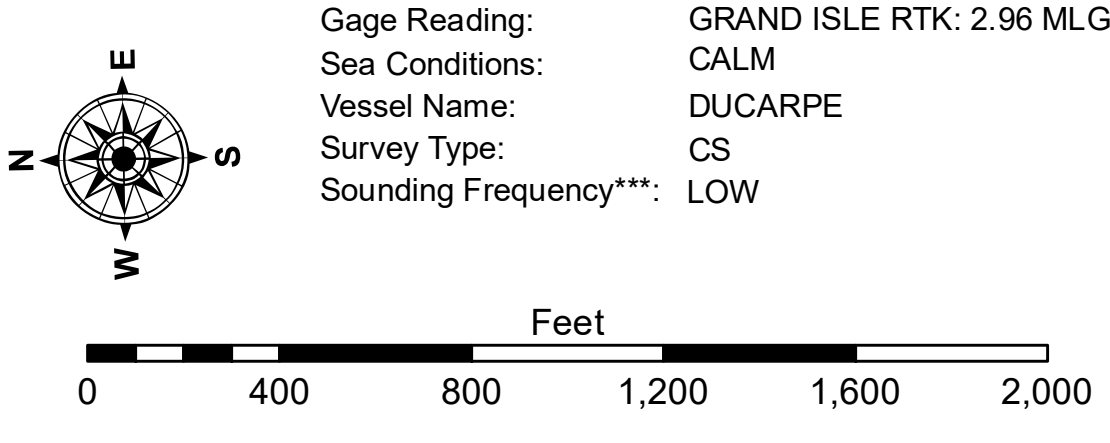 Gage Reading: GRAND ISLE RTK: 2.96 MLG
Sea Conditions: CALM
Vessel Name: DUCARPE
Survey Type: CS
Sounding Frequency***: LOW
E
N S
W
Feet
0 400 800 1,200 1,600 2,000